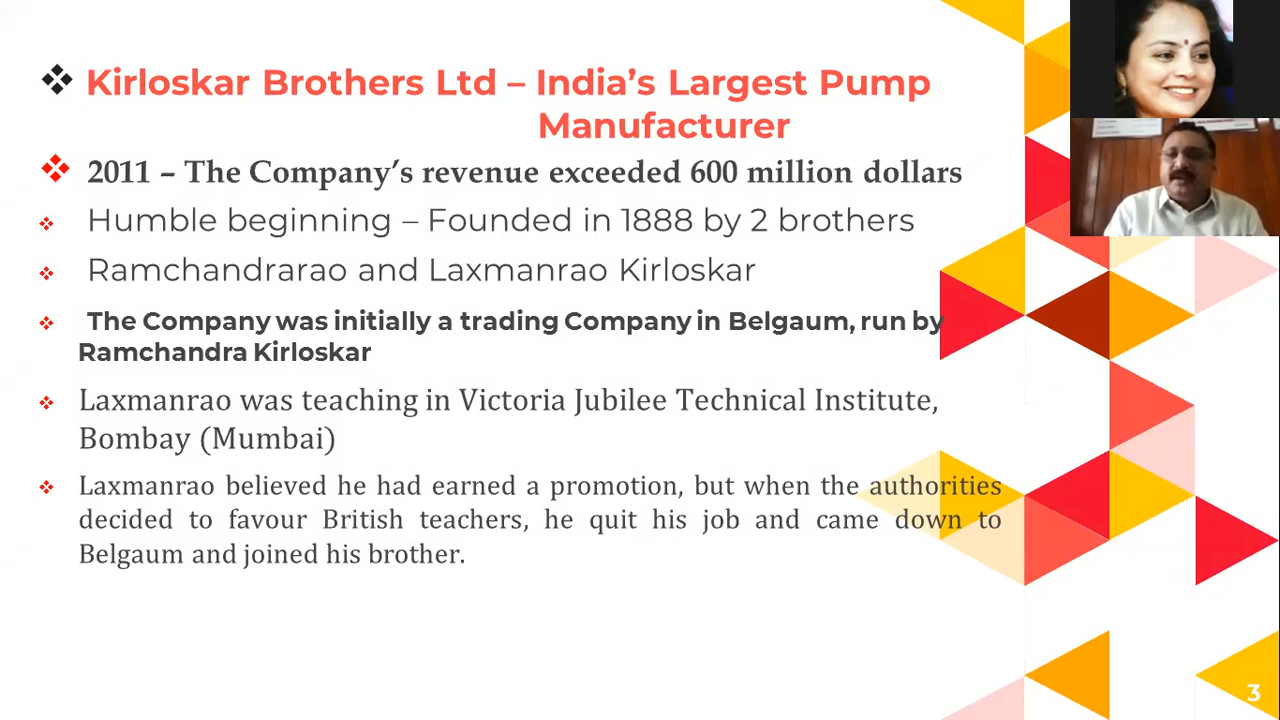 Kirloskar Brothers Ltd – India’s Largest Pump
Manufacturer
2011 – The Company’s revenue exceeded 600 million dollars
Humble beginning – Founded in 1888 by 2 brothers
Ramchandrarao and Laxmanrao Kirloskar
The Company was initially a trading Company in Belgaum, run by
Ramchandra Kirloskar
Laxmanrao was teaching in Victoria Jubilee Technical Institute,
Bombay (Mumbai)
Laxmanrao believed he had earned a promotion, but when the authorities
decided to favour British teachers, he quit his job and came down to
Belgaum and joined his brother.
3